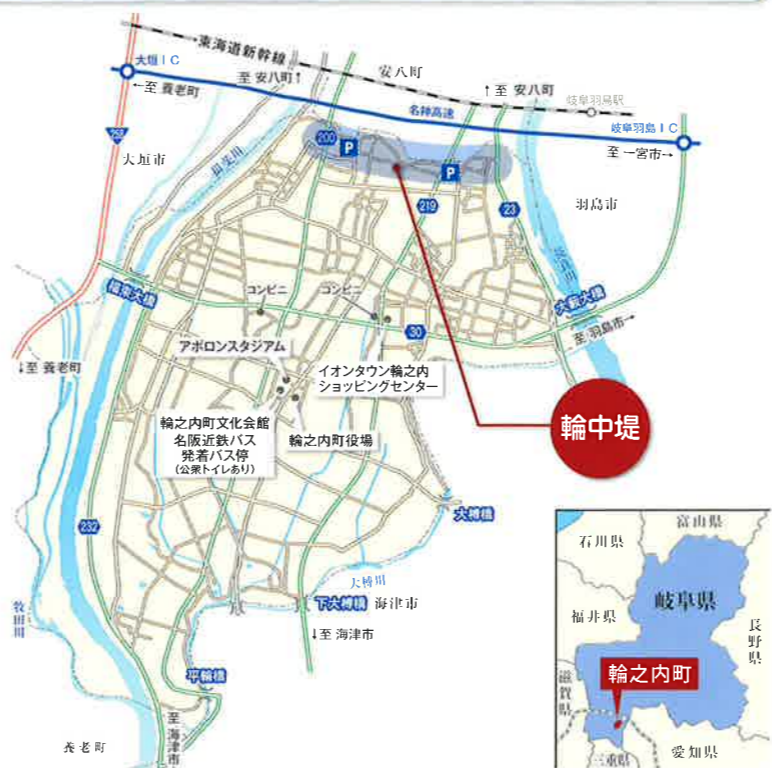 東海道新幹線
大垣IC
至 安八町↑
安八町
↑至 安八町
←至 養老町
名神高速
岐阜羽島駅
岐阜羽島IC
至 一宮市→
258
200
P
P
大垣市
揖斐川
219
23
羽島市
長良川
福束大橋
コンビニ
コンビニ
大薮大橋
30
至 羽島市→
↓至 養老町
アポロンスタジアム
イオンタウン輪之内
ショッピングセンター
輪中堤
輪之内町文化会館
名阪近鉄バス
発着バス停
(公衆トイレあり)
輪之内町役場
232
大榑橋
大榑川
牧田川
下大榑橋
海津市
↓至 海津市
平輪橋
至 海津市
養老町
富山県
石川県
岐阜県
福井県
長野県
輪之内町
滋賀県
愛知県
三重県